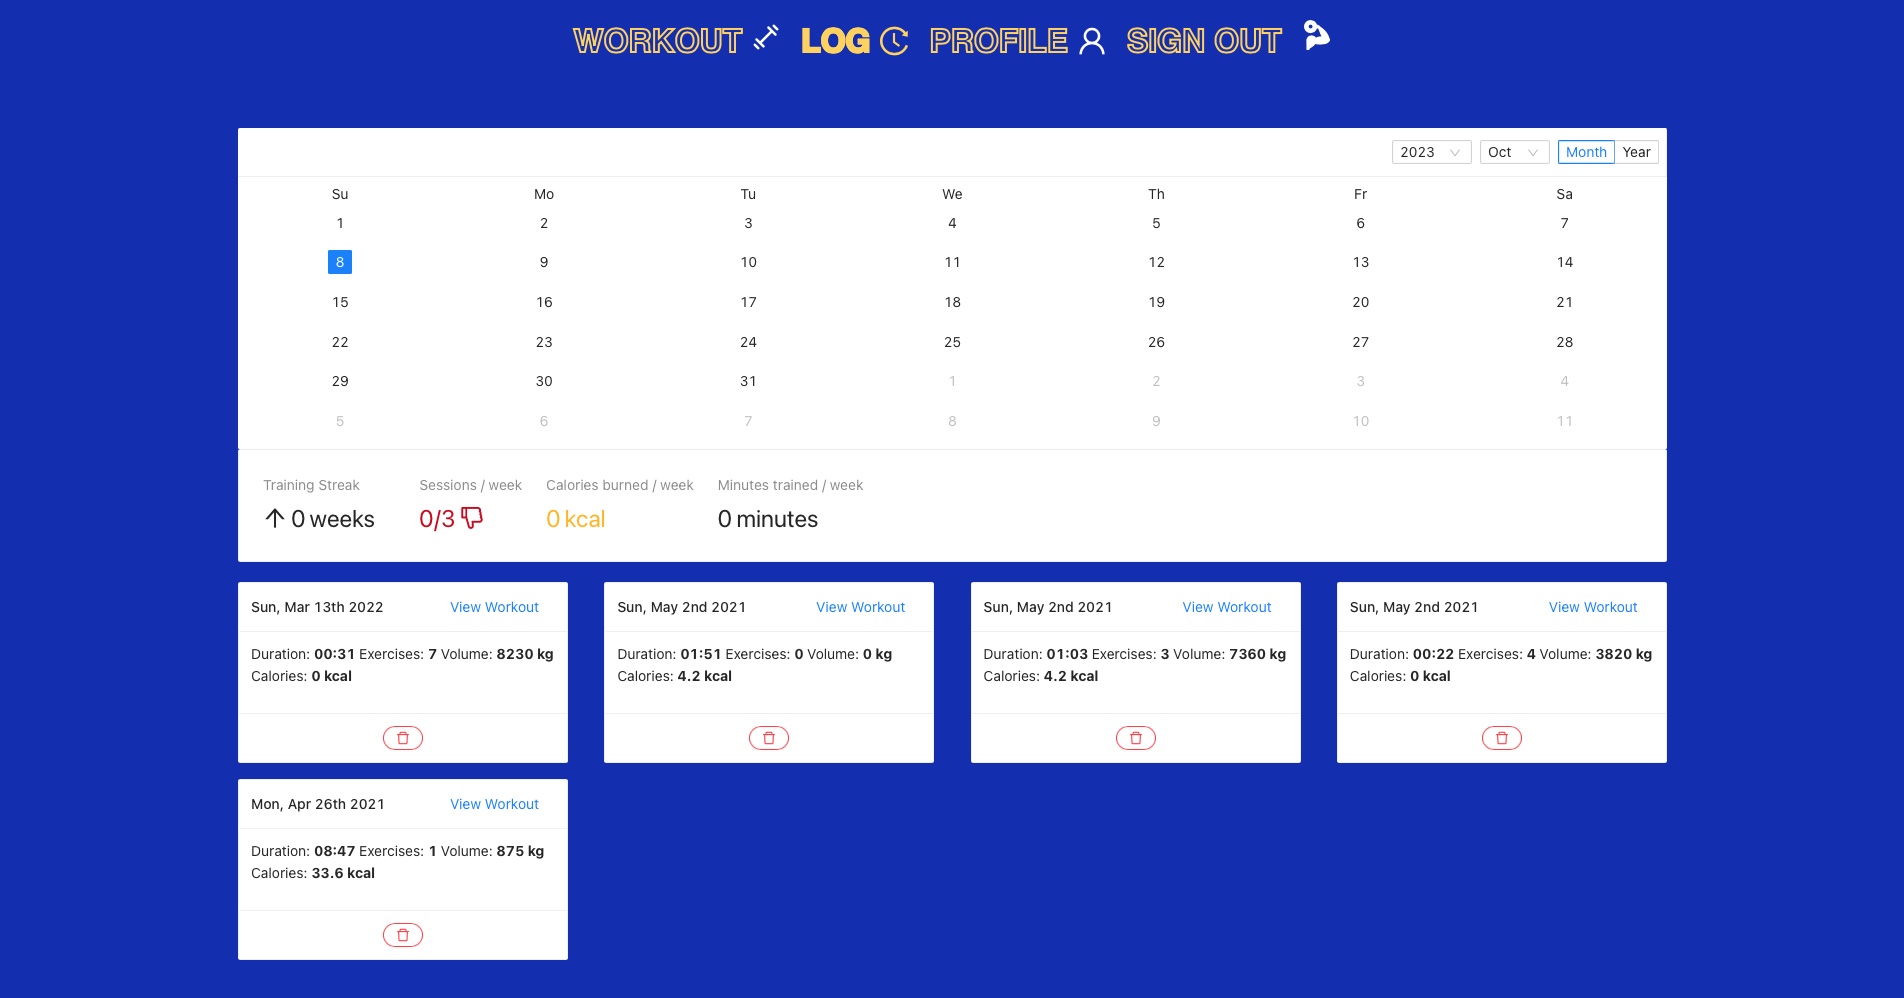 WORKOUT LOG PROFILE SIGN OUT
2023 Oct Month Year
Su Mo Tu We Th Fr Sa
1 2 3 4 5 6 7
8 9 10 11 12 13 14
15 16 17 18 19 20 21
22 23 24 25 26 27 28
29 30 31 1 2 3 4
5 6 7 8 9 10 11
Training Streak Sessions / week Calories burned / week Minutes trained / week
0 weeks 0/3 0 kcal 0 minutes
Sun, Mar 13th 2022 View Workout
Duration: 00:31 Exercises: 7 Volume: 8230 kg
Calories: 0 kcal
Sun, May 2nd 2021 View Workout
Duration: 01:51 Exercises: 0 Volume: 0 kg
Calories: 4.2 kcal
Sun, May 2nd 2021 View Workout
Duration: 01:03 Exercises: 3 Volume: 7360 kg
Calories: 4.2 kcal
Sun, May 2nd 2021 View Workout
Duration: 00:22 Exercises: 4 Volume: 3820 kg
Calories: 0 kcal
Mon, Apr 26th 2021 View Workout
Duration: 08:47 Exercises: 1 Volume: 875 kg
Calories: 33.6 kcal